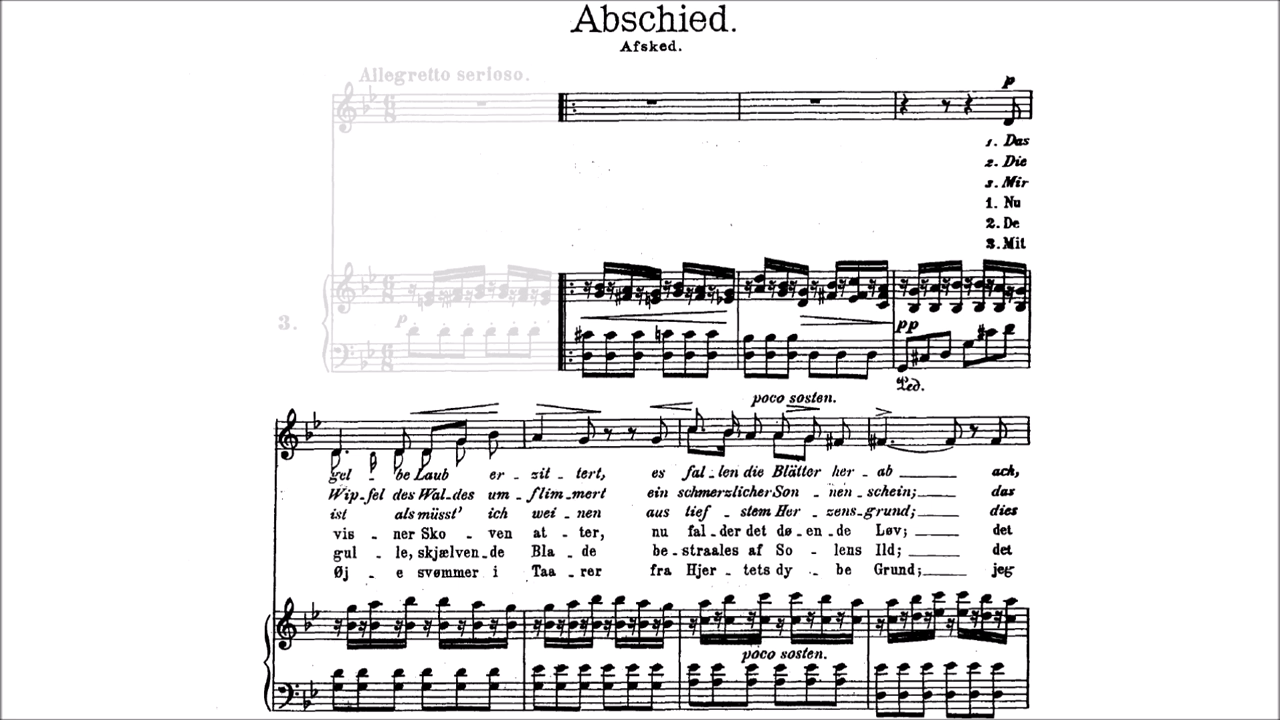 Abschied.
Afsked.
Allegretto serioso.
p
1. Das
2. Die
3. Mir
1. Nu
2. De
3. Mit
3.
p
pp
Ped.
poco sosten.
gel - be Laub er - zit - tert, es fal - len die Blätter her - ab ach,
Wip - fel des Wal - des um - flim - mert ein schmerzlicher Son - nen - schein; das
ist als müsst' ich wei - nen aus tief - stem Her - zens - grund; dies
vis - ner Sko - ven at - ter, nu fal - der det dø - en - de Løv; det
gul - le, skjælven - de Bla - de be - straales af So - lens Ild; det
Øj - e svømmer i Taa - rer fra Hjer - tets dy - be Grund; jeg
poco sosten.